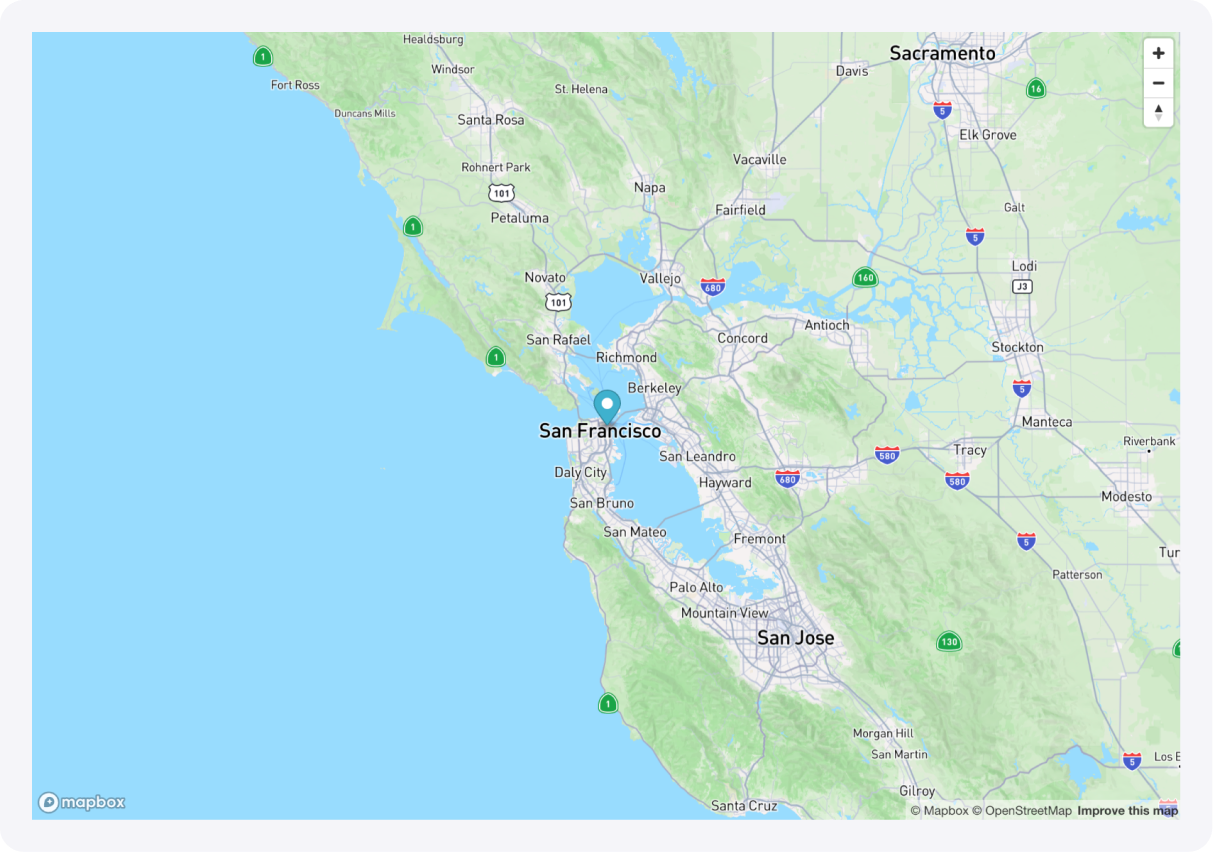 Healdsburg
Sacramento
1
Davis
Windsor
Fort Ross
St. Helena
16
5
Duncans Mills
Santa Rosa
Elk Grove
Vacaville
Rohnert Park
Napa
101
Galt
Fairfield
Petaluma
1
5
Lodi
Novato
Vallejo
160
680
J3
101
Antioch
San Rafael
Concord
Stockton
Richmond
1
Berkeley
5
Manteca
San Francisco
Riverbank
Tracy
San Leandro
580
Daly City
680
Hayward
580
Modesto
San Bruno
San Mateo
Fremont
5
Tur
Patterson
Palo Alto
Mountain View
San Jose
130
1
Morgan Hill
San Martin
Los E
5
Gilroy
mapbox
Santa Cruz
© Mapbox © OpenStreetMap Improve this map